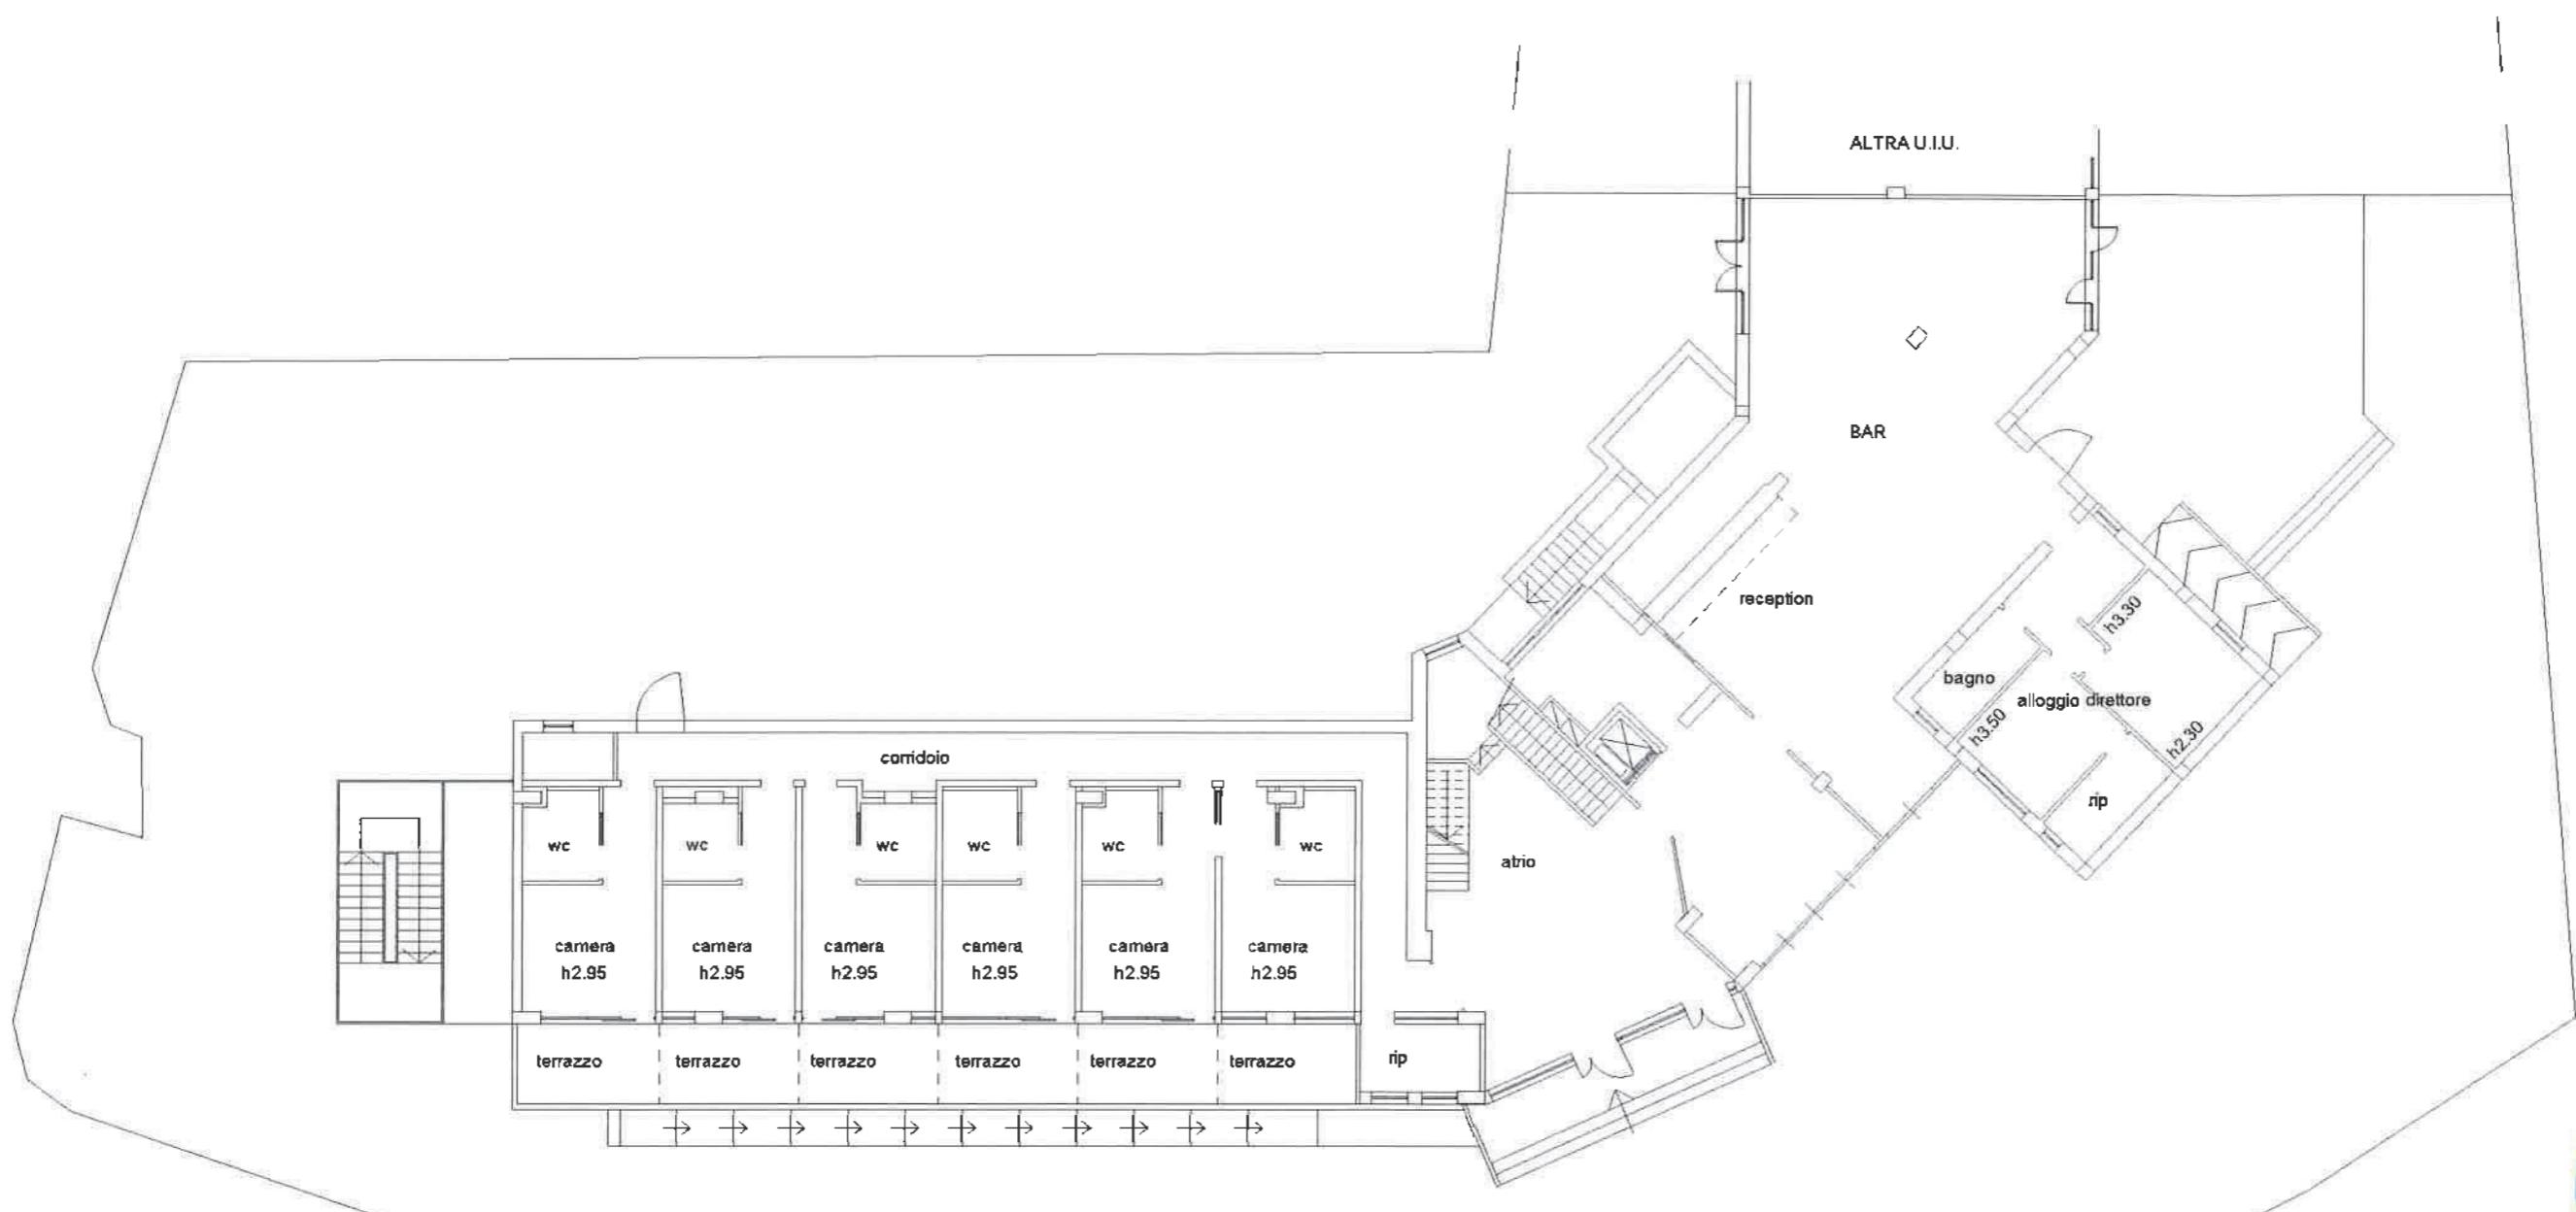 ALTRA U.I.U.
BAR
reception
h3.30
bagno
alloggio direttore
h3.50
h2.30
rip
corridoio
wc
wc
wc
wc
wc
wc
atrio
camera
h2.95
camera
h2.95
camera
h2.95
camera
h2.95
camera
h2.95
camera
h2.95
terrazzo
terrazzo
terrazzo
terrazzo
terrazzo
terrazzo
rip